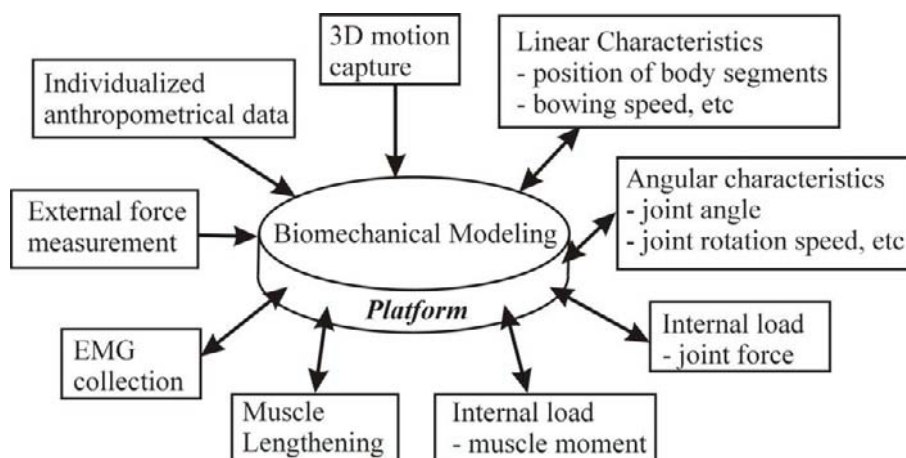 3D motion
capture
Linear Characteristics
- position of body segments
- bowing speed, etc
Individualized
anthropometrical data
Angular characteristics
- joint angle
- joint rotation speed, etc
External force
measurement
Biomechanical Modeling
Platform
Internal load
- joint force
EMG
collection
Muscle
Lengthening
Internal load
- muscle moment